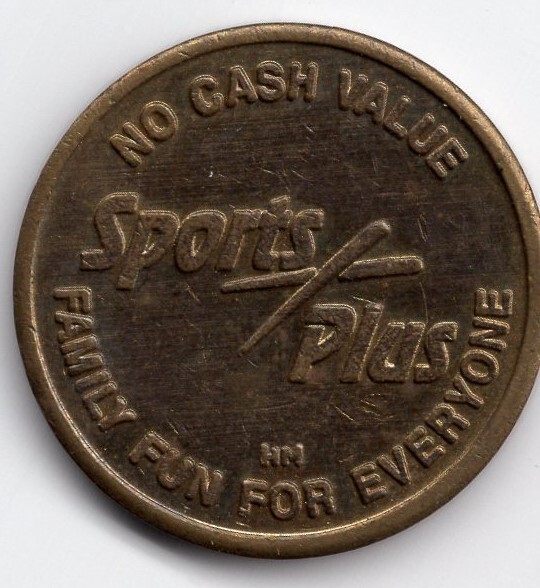 NO CASH VALUE
Sports
Plus
HM
FAMILY FUN FOR EVERYONE